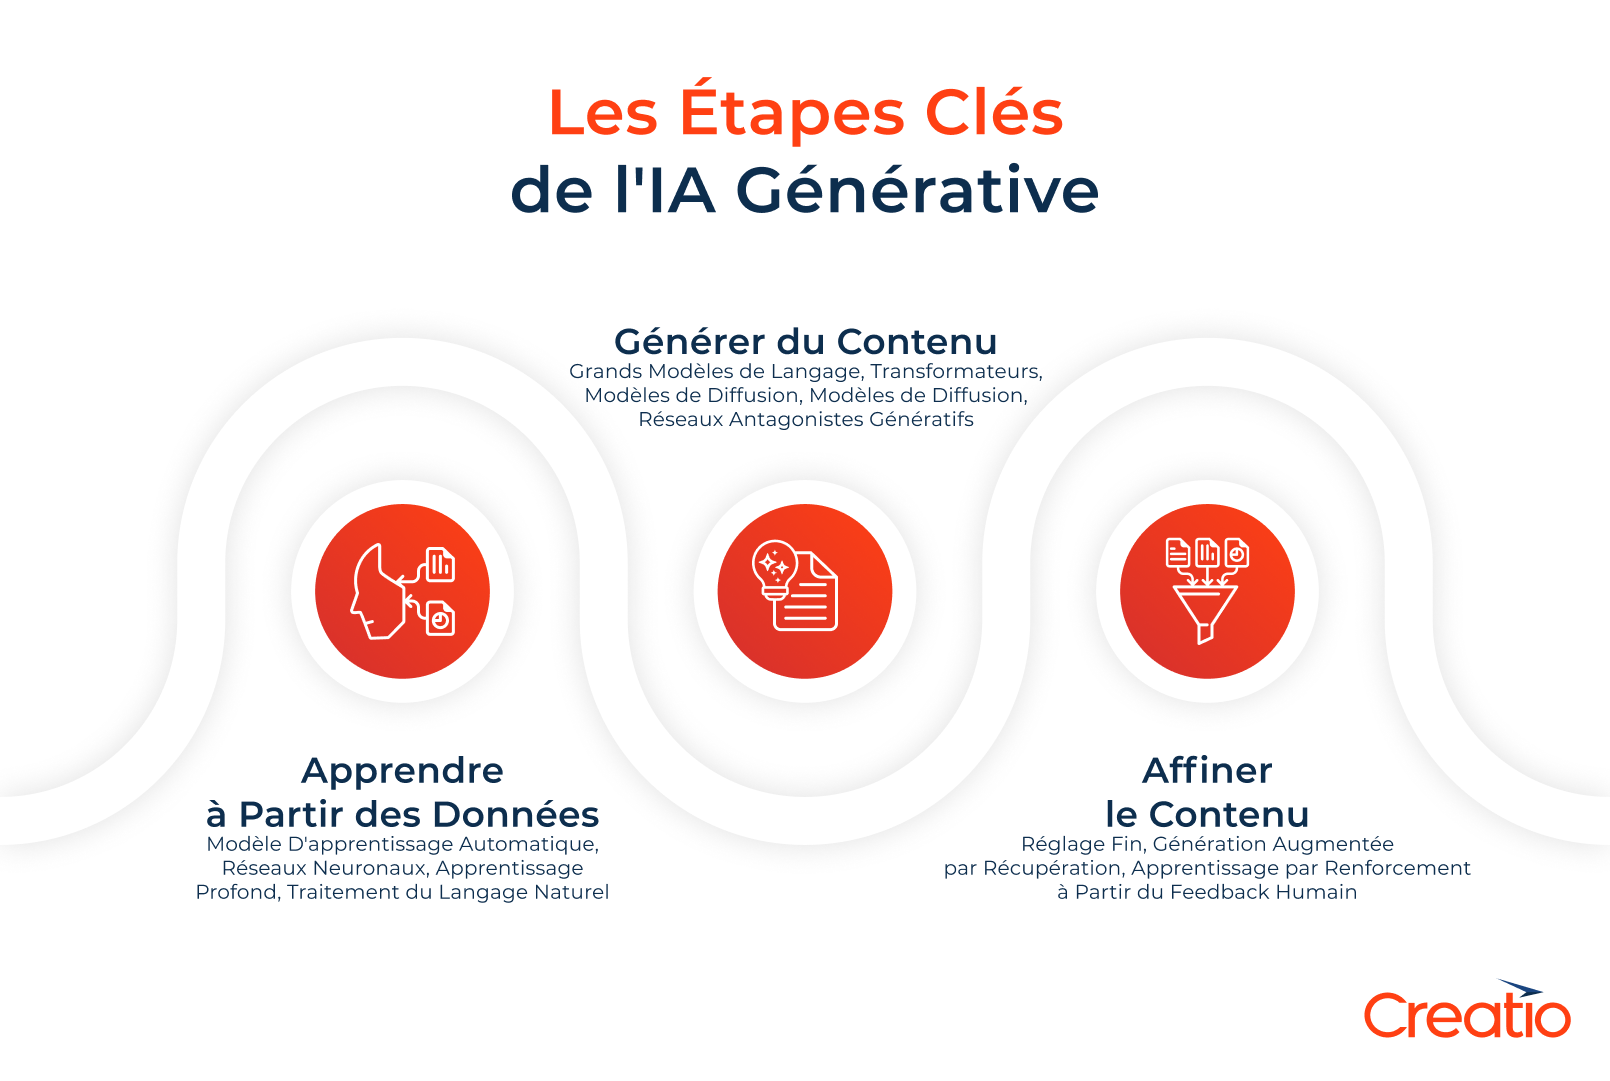 Les Étapes Clés
de l'IA Générative
Générer du Contenu
Grands Modèles de Langage, Transformateurs,
Modèles de Diffusion, Modèles de Diffusion,
Réseaux Antagonistes Génératifs
Apprendre
à Partir des Données
Modèle D'apprentissage Automatique,
Réseaux Neuronaux, Apprentissage
Profond, Traitement du Langage Naturel
Affiner
le Contenu
Réglage Fin, Génération Augmentée
par Récupération, Apprentissage par Renforcement
à Partir du Feedback Humain
Creatio